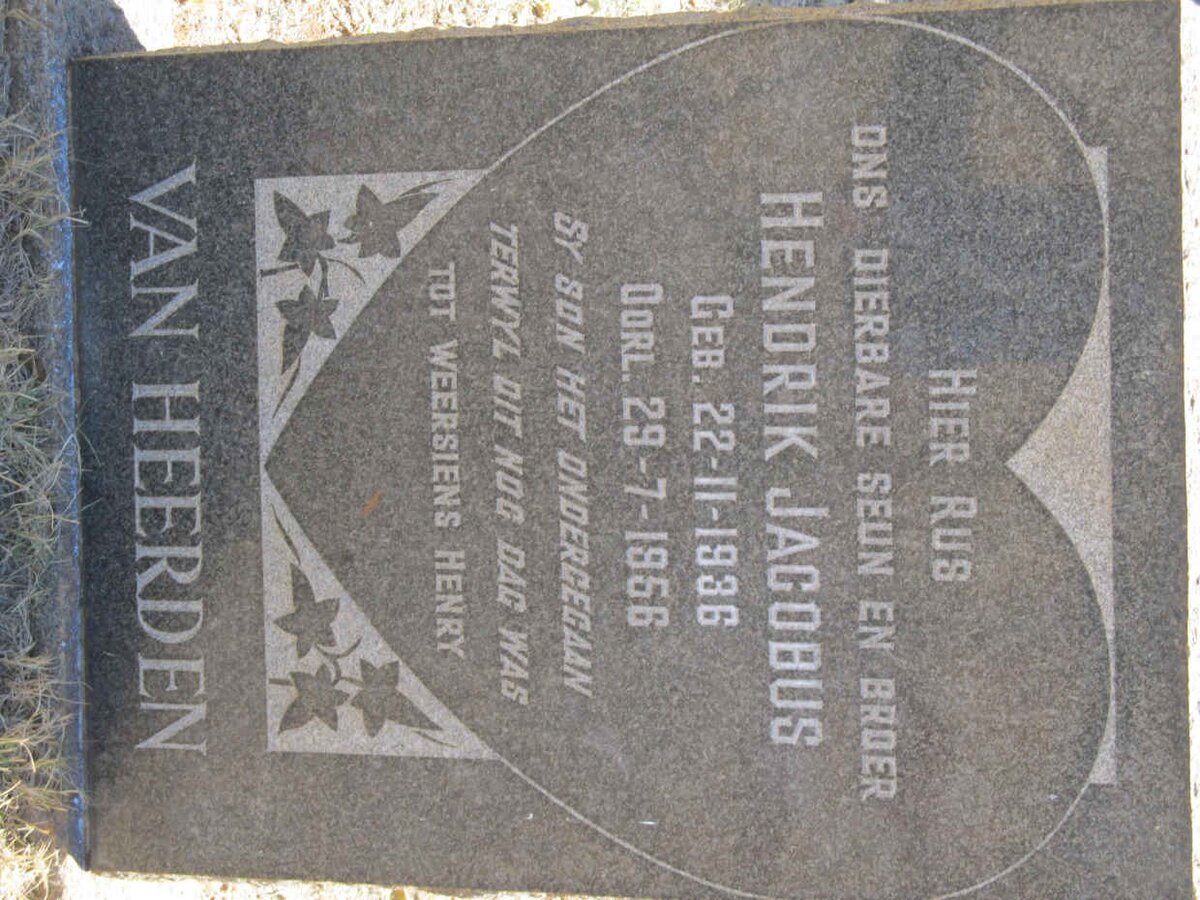 HIER RUS
ONS DIERBARE SEUN EN BROER
HENDRIK JACOBUS
GEB. 22-11-1936
OORL. 29-7-1956
SY SON HET ONDERGEGAAN
TERWYL DIT NOG DAG WAS
TOT WEERSIENS HENRY
VAN HEERDEN